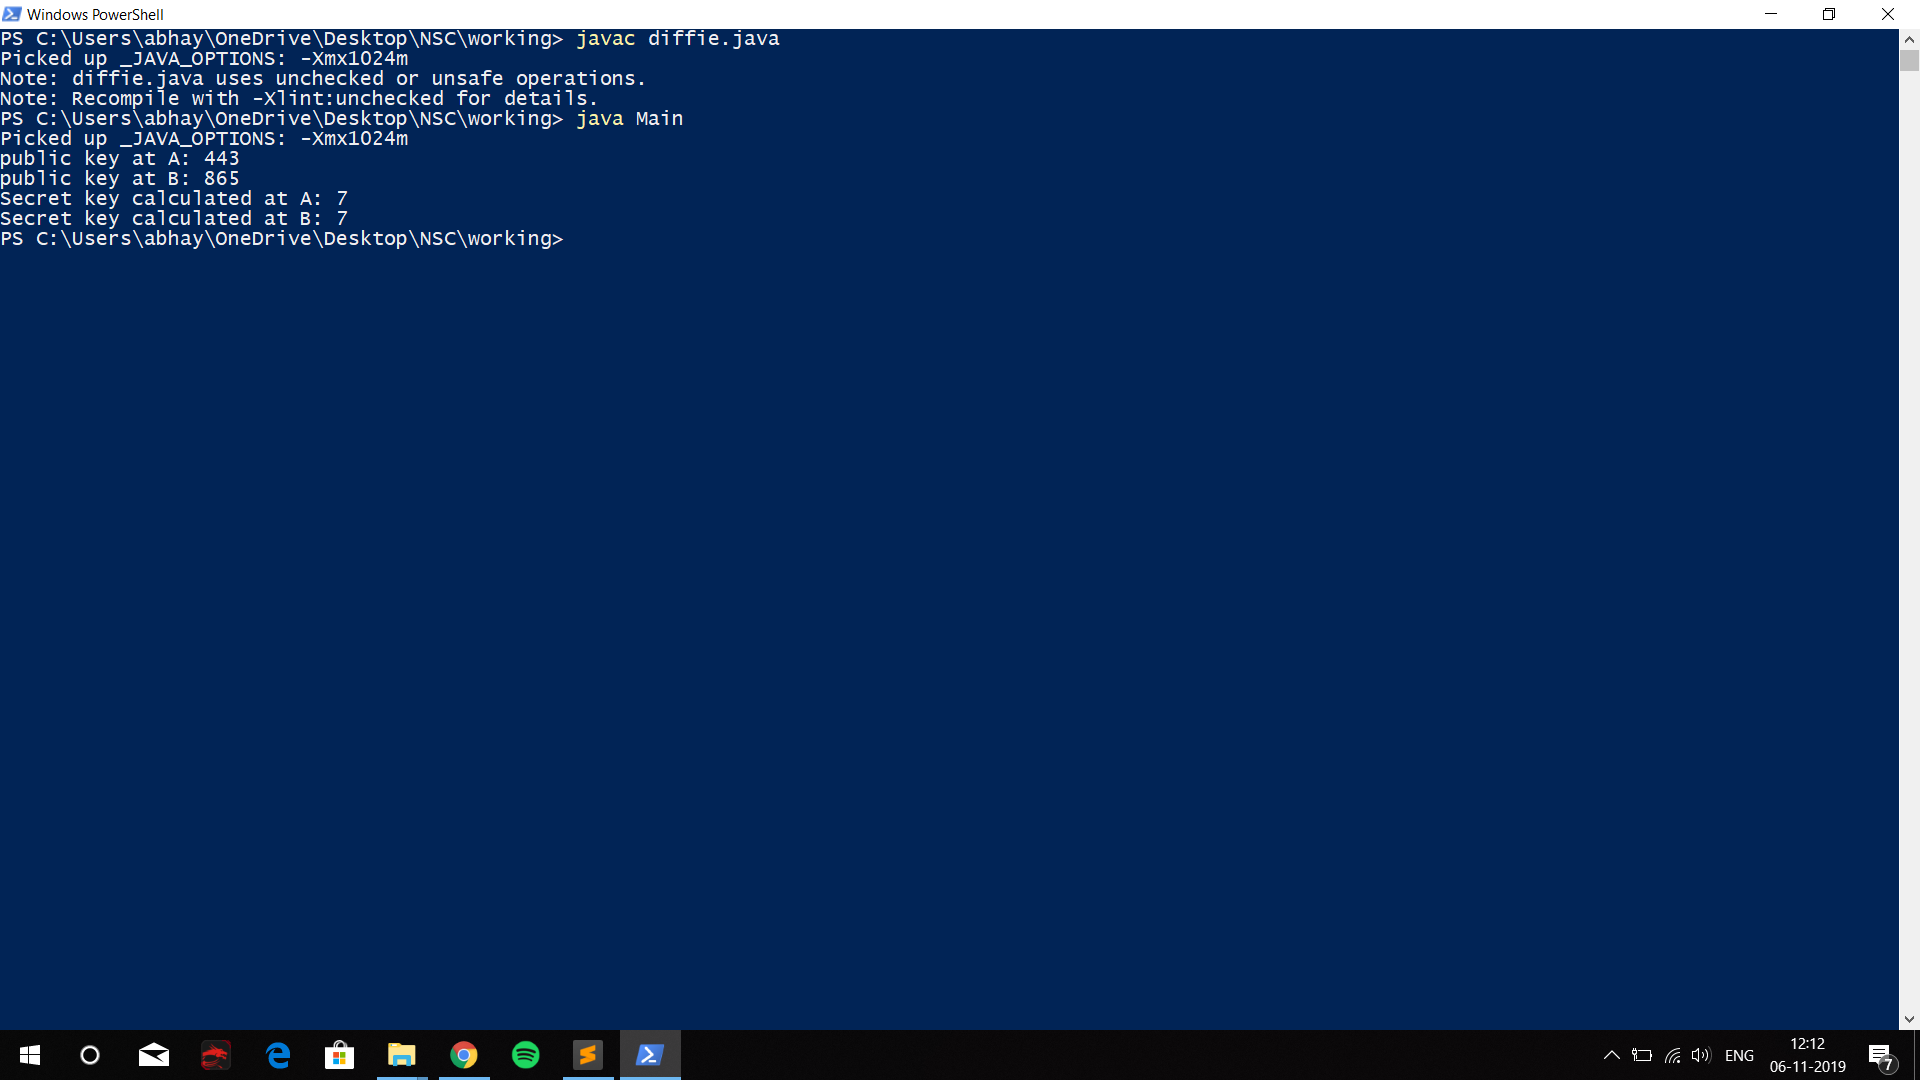 Windows PowerShell
PS C:\Users\abhay\OneDrive\Desktop\NSC\working> javac diffie.java
Picked up _JAVA_OPTIONS: -Xmx1024m
Note: diffie.java uses unchecked or unsafe operations.
Note: Recompile with -Xlint:unchecked for details.
PS C:\Users\abhay\OneDrive\Desktop\NSC\working> java Main
Picked up _JAVA_OPTIONS: -Xmx1024m
public key at A: 443
public key at B: 865
Secret key calculated at A: 7
Secret key calculated at B: 7
PS C:\Users\abhay\OneDrive\Desktop\NSC\working>
ENG
12:12
06-11-2019
7